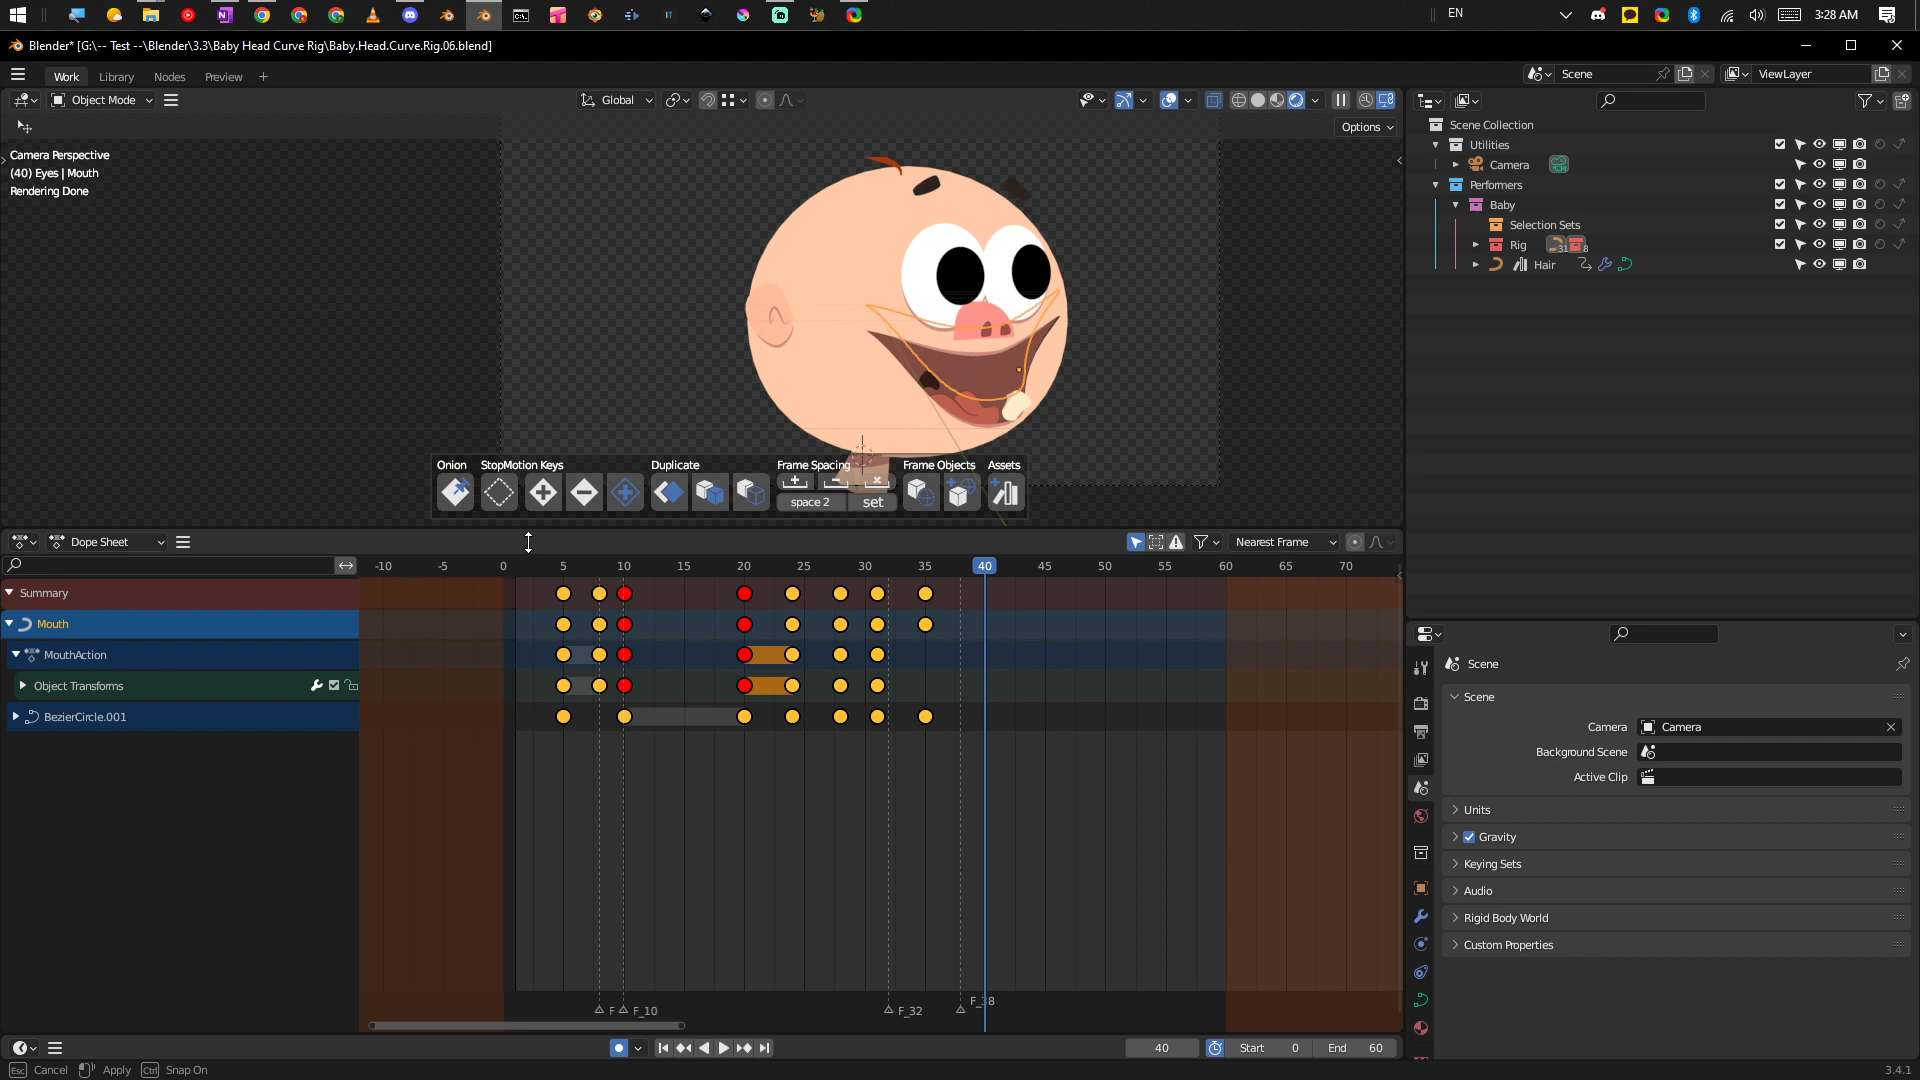 EN
3:28 AM
Blender* [G:\-- Test --\Blender\3.3\Baby Head Curve Rig\Baby.Head.Curve.Rig.06.blend]
Work
Library
Nodes
Preview
Scene
ViewLayer
Object Mode
Global
Options
Camera Perspective
(40) Eyes | Mouth
Rendering Done
Scene Collection
Utilities
Camera
Performers
Baby
Selection Sets
Rig
31
8
Hair
Onion
StopMotion Keys
Duplicate
Frame Spacing
Frame Objects
Assets
space 2
set
Dope Sheet
Nearest Frame
-10 -5 0 5 10 15 20 25 30 35 40 45 50 55 60 65 70
Summary
Mouth
MouthAction
Object Transforms
BezierCircle.001
F
F_10
F_32
F_38
Scene
Scene
Camera
Camera
Background Scene
Active Clip
Units
Gravity
Keying Sets
Audio
Rigid Body World
Custom Properties
40
Start 0
End 60
Esc Cancel
Apply
Ctrl Snap On
3.4.1